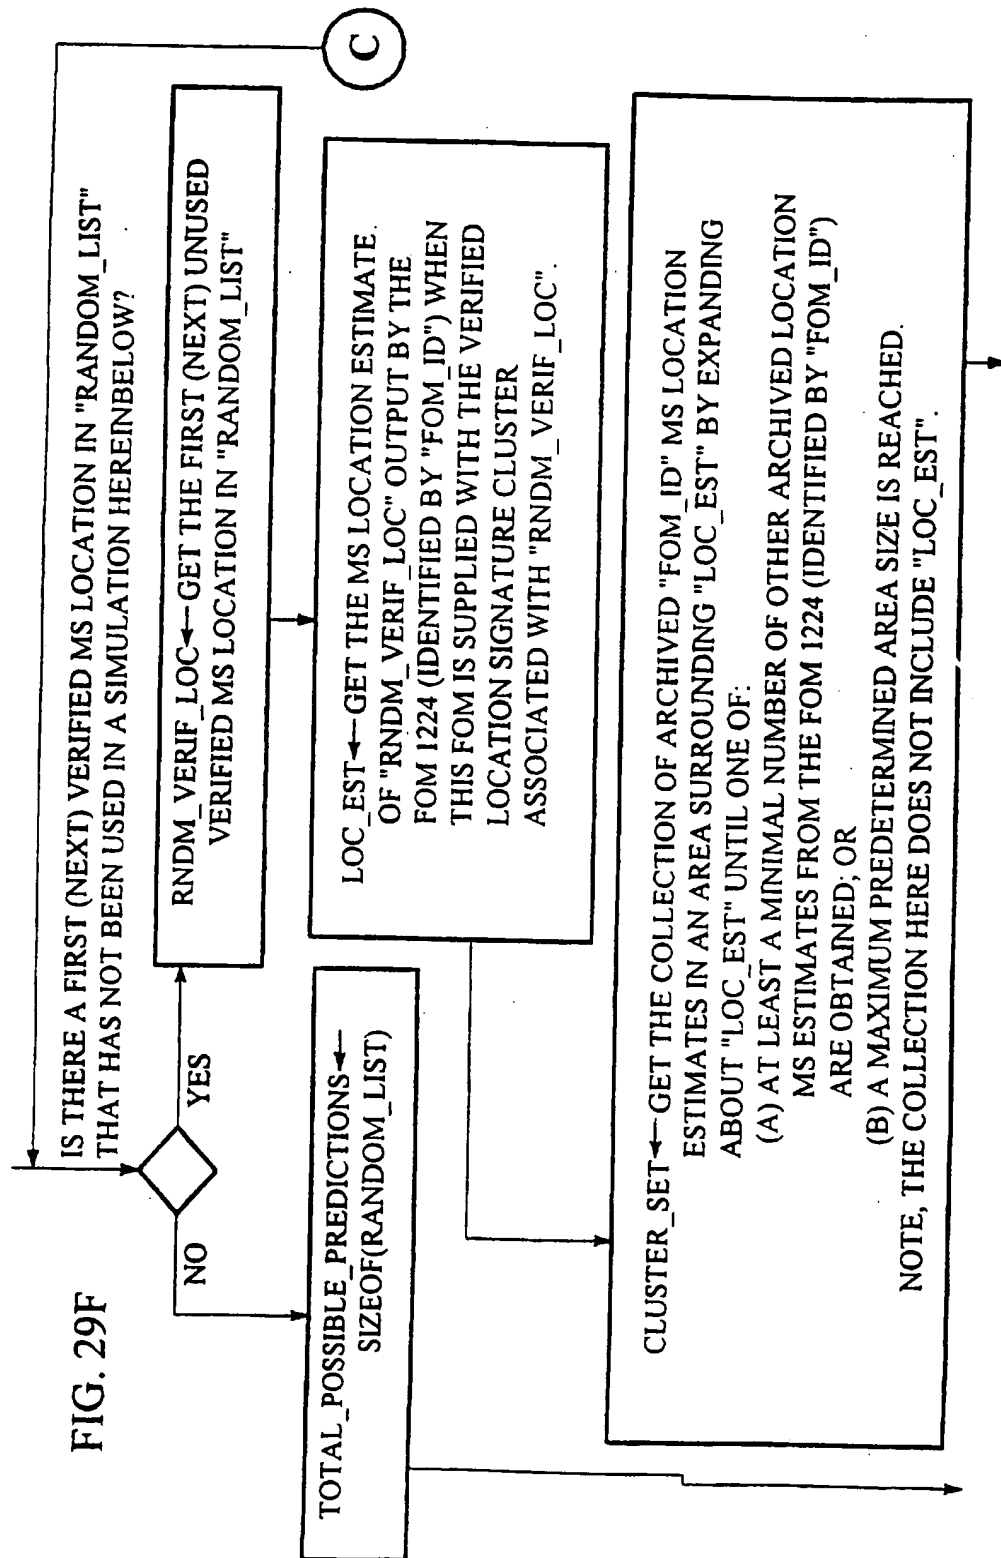 FIG. 29F
C
IS THERE A FIRST (NEXT) VERIFIED MS LOCATION IN "RANDOM_LIST"
THAT HAS NOT BEEN USED IN A SIMULATION HEREINBELOW?
NO
YES
RNDM_VERIF_LOC←GET THE FIRST (NEXT) UNUSED
VERIFIED MS LOCATION IN "RANDOM_LIST"
TOTAL_POSSIBLE_PREDICTIONS←
SIZEOF(RANDOM_LIST)
LOC_EST←GET THE MS LOCATION ESTIMATE
OF "RNDM_VERIF_LOC" OUTPUT BY THE
FOM 1224 (IDENTIFIED BY "FOM_ID") WHEN
THIS FOM IS SUPPLIED WITH THE VERIFIED
LOCATION SIGNATURE CLUSTER
ASSOCIATED WITH "RNDM_VERIF_LOC".
CLUSTER_SET←GET THE COLLECTION OF ARCHIVED "FOM_ID" MS LOCATION
ESTIMATES IN AN AREA SURROUNDING "LOC_EST" BY EXPANDING
ABOUT "LOC_EST" UNTIL ONE OF:
(A) AT LEAST A MINIMAL NUMBER OF OTHER ARCHIVED LOCATION
MS ESTIMATES FROM THE FOM 1224 (IDENTIFIED BY "FOM_ID")
ARE OBTAINED; OR
(B) A MAXIMUM PREDETERMINED AREA SIZE IS REACHED.
NOTE, THE COLLECTION HERE DOES NOT INCLUDE "LOC_EST".